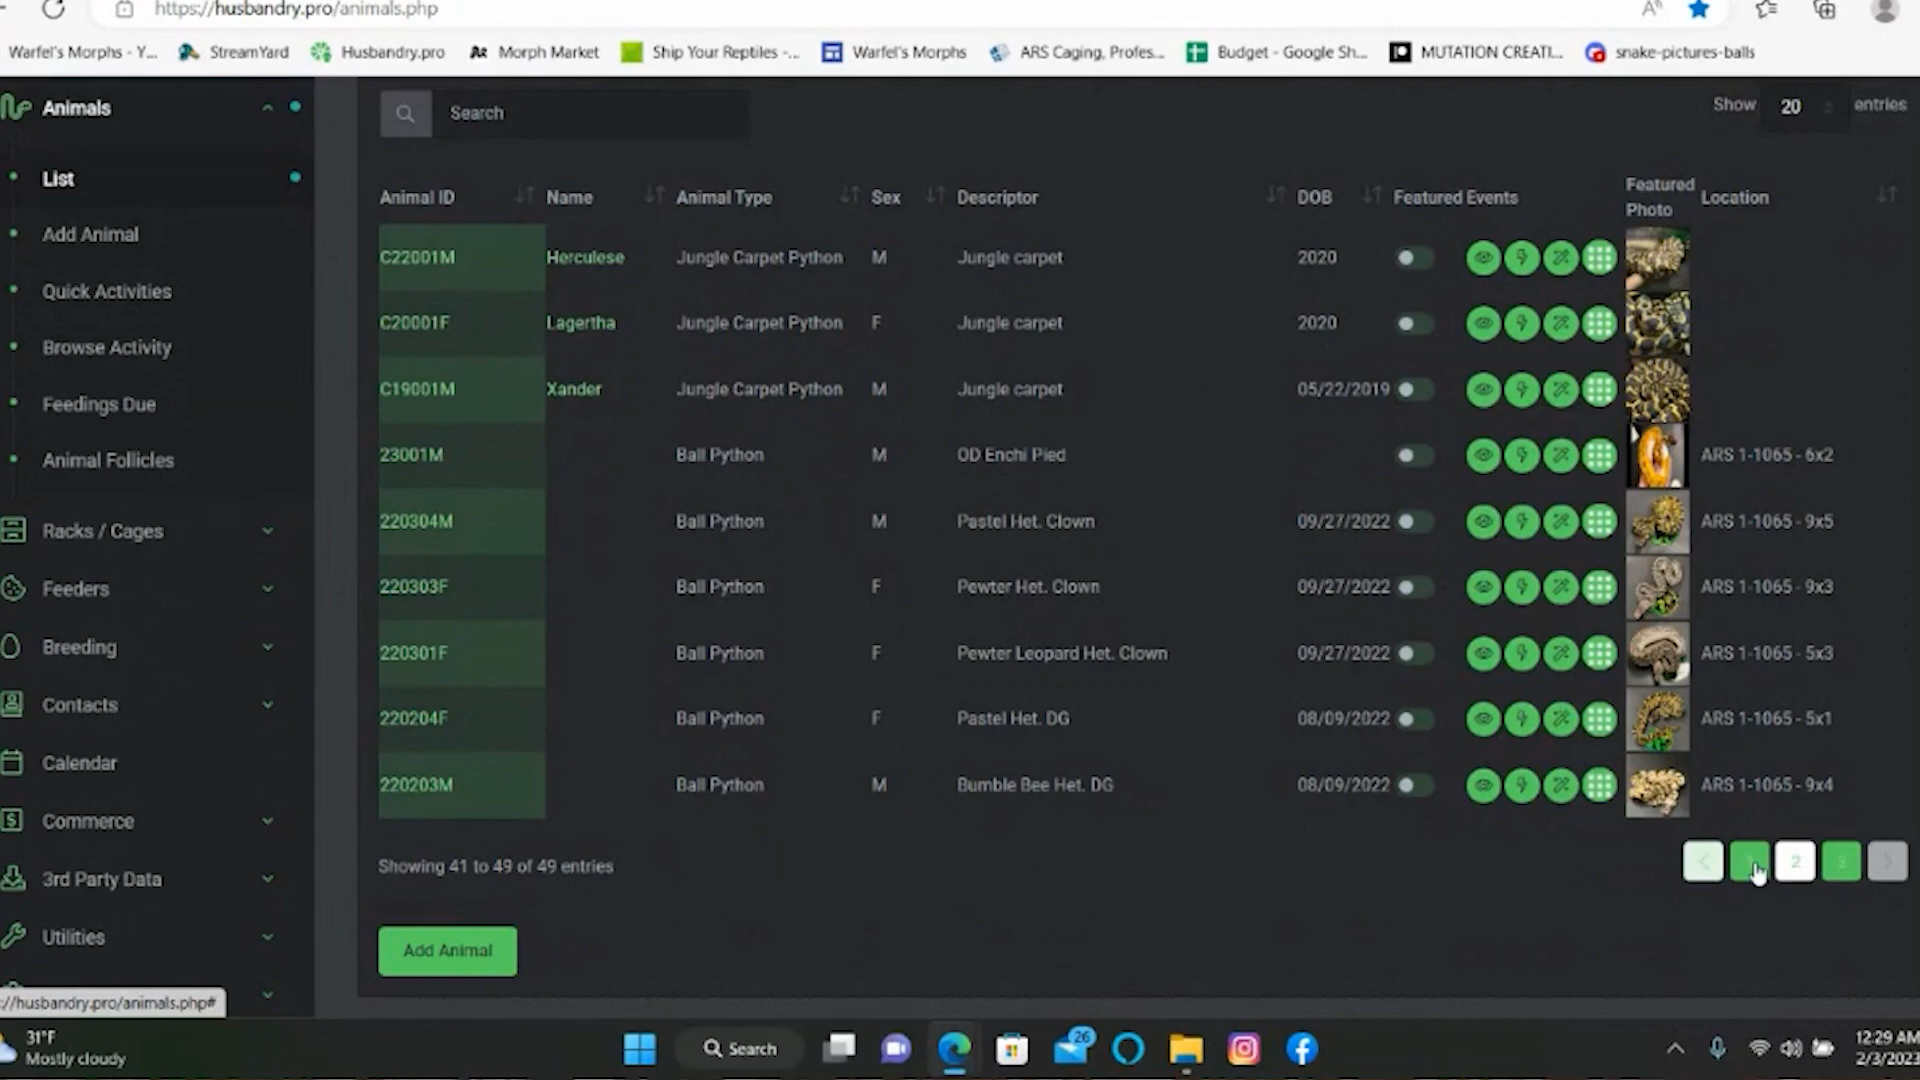 https://husbandry.pro/animals.php
Warfel's Morphs - Y... StreamYard Husbandry.pro Morph Market Ship Your Reptiles -... Warfel's Morphs ARS Caging, Profes... Budget - Google Sh... MUTATION CREATI... snake-pictures-balls
Animals
List
Add Animal
Quick Activities
Browse Activity
Feedings Due
Animal Follicles
Racks / Cages
Feeders
Breeding
Contacts
Calendar
Commerce
3rd Party Data
Utilities
Search
Show 20 entries
Animal ID Name Animal Type Sex Descriptor DOB Featured Events Featured Photo Location
C22001M Herculese Jungle Carpet Python M Jungle carpet 2020
C20001F Lagertha Jungle Carpet Python F Jungle carpet 2020
C19001M Xander Jungle Carpet Python M Jungle carpet 05/22/2019
23001M Ball Python M OD Enchi Pied ARS 1-1065 - 6x2
220304M Ball Python M Pastel Het. Clown 09/27/2022 ARS 1-1065 - 9x5
220303F Ball Python F Pewter Het. Clown 09/27/2022 ARS 1-1065 - 9x3
220301F Ball Python F Pewter Leopard Het. Clown 09/27/2022 ARS 1-1065 - 5x3
220204F Ball Python F Pastel Het. DG 08/09/2022 ARS 1-1065 - 5x1
220203M Ball Python M Bumble Bee Het. DG 08/09/2022 ARS 1-1065 - 9x4
Showing 41 to 49 of 49 entries
2 3
Add Animal
://husbandry.pro/animals.php#
31°F
Mostly cloudy
Search
26
12:29 AM
2/3/2023